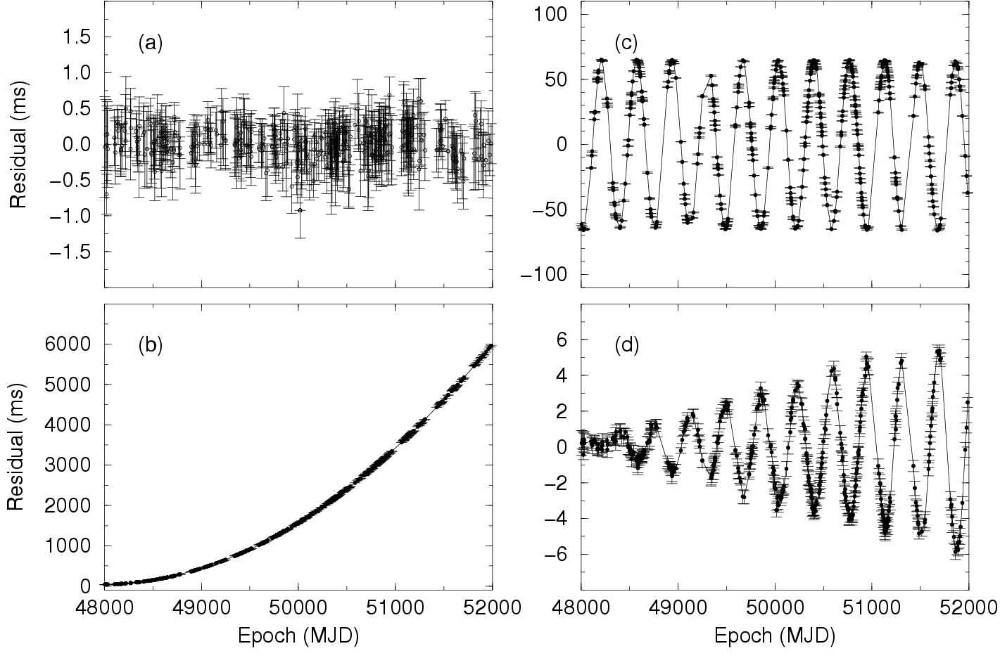 (a)
1.5
1.0
0.5
0.0
−0.5
−1.0
−1.5
Residual (ms)
(c)
100
50
0
−50
−100
(b)
6000
5000
4000
3000
2000
1000
0
Residual (ms)
48000 49000 50000 51000 52000
Epoch (MJD)
(d)
6
4
2
0
−2
−4
−6
48000 49000 50000 51000 52000
Epoch (MJD)